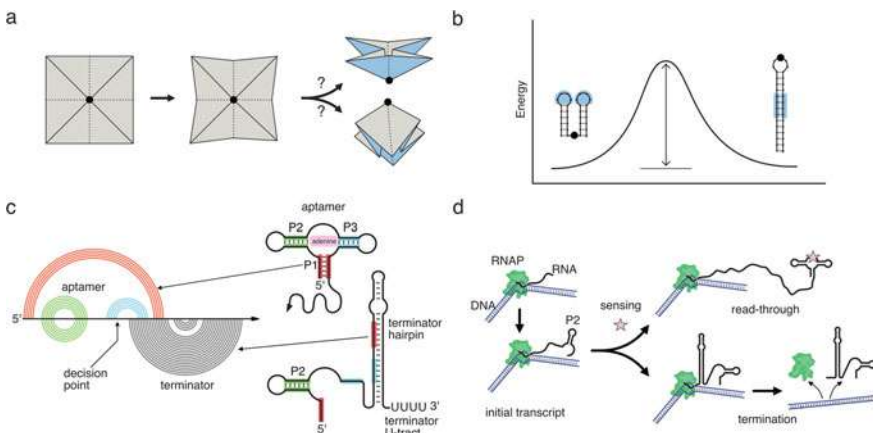 a
?
?
b
Energy
c
aptamer
P2
P3
adenine
P1
5'
aptamer
5'
decision
point
terminator
terminator
hairpin
P2
5'
UUUU 3'
terminator
U-tract
d
RNAP
RNA
DNA
sensing
read-through
P2
initial transcript
termination